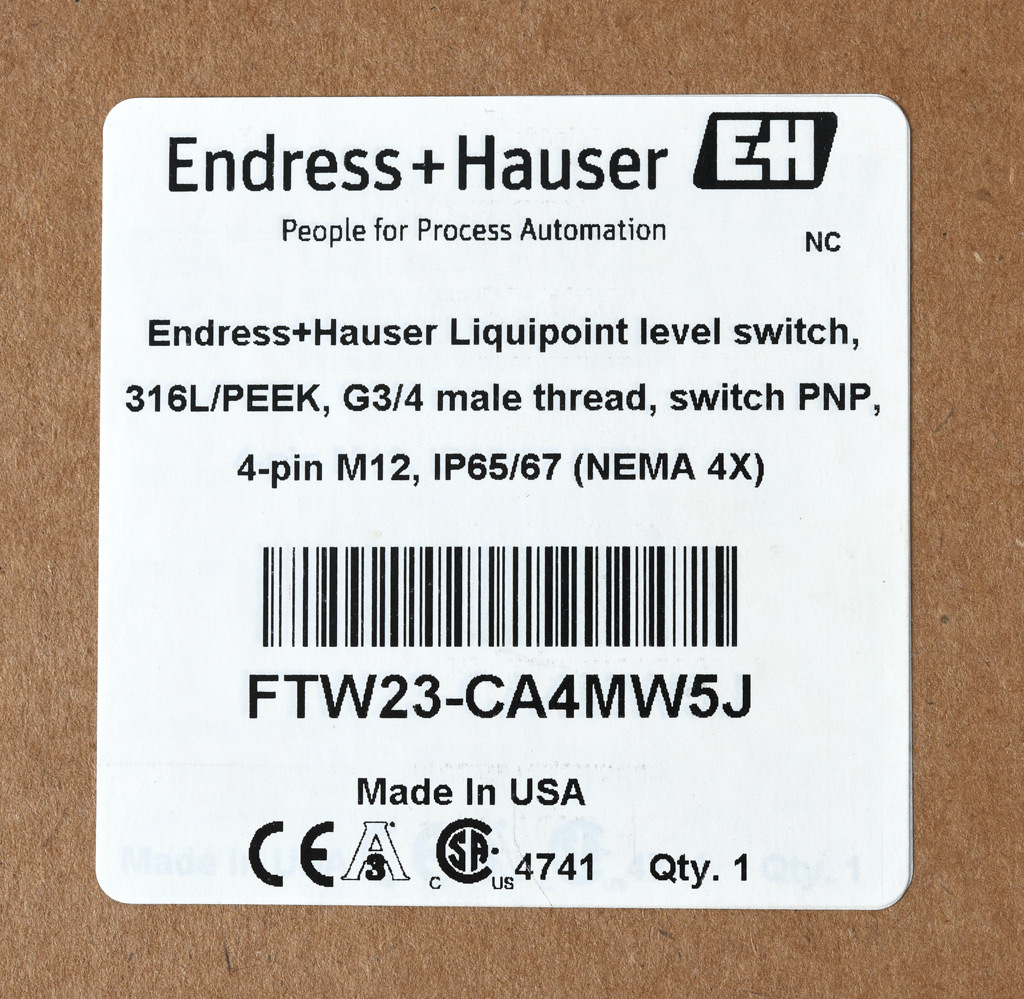 Endress+Hauser EH
People for Process Automation
NC
Endress+Hauser Liquipoint level switch,
316L/PEEK, G3/4 male thread, switch PNP,
4-pin M12, IP65/67 (NEMA 4X)
FTW23-CA4MW5J
Made In USA
CE A3 C SA US 4741 Qty. 1